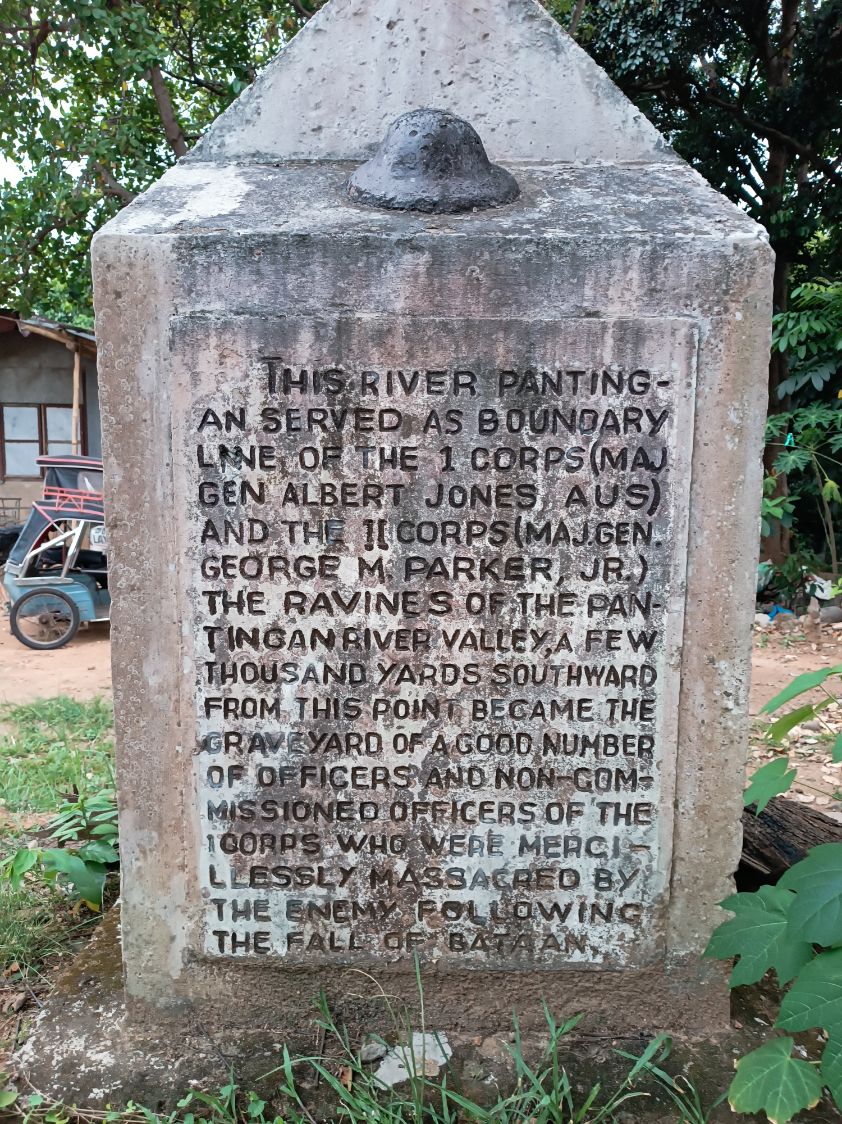 THIS RIVER PANTING-
AN SERVED AS BOUNDARY
LINE OF THE 1 CORPS (MAJ
GEN ALBERT JONES, AUS)
AND THE II CORPS (MAJ.GEN.
GEORGE M. PARKER, JR.)
THE RAVINES OF THE PAN-
TINGAN RIVER VALLEY, A FEW
THOUSAND YARDS SOUTHWARD
FROM THIS POINT BECAME THE
GRAVEYARD OF A GOOD NUMBER
OF OFFICERS AND NON-COM-
MISSIONED OFFICERS OF THE
1 CORPS WHO WERE MERCI-
LLESSLY MASSACRED BY
THE ENEMY FOLLOWING
THE FALL OF BATAAN.